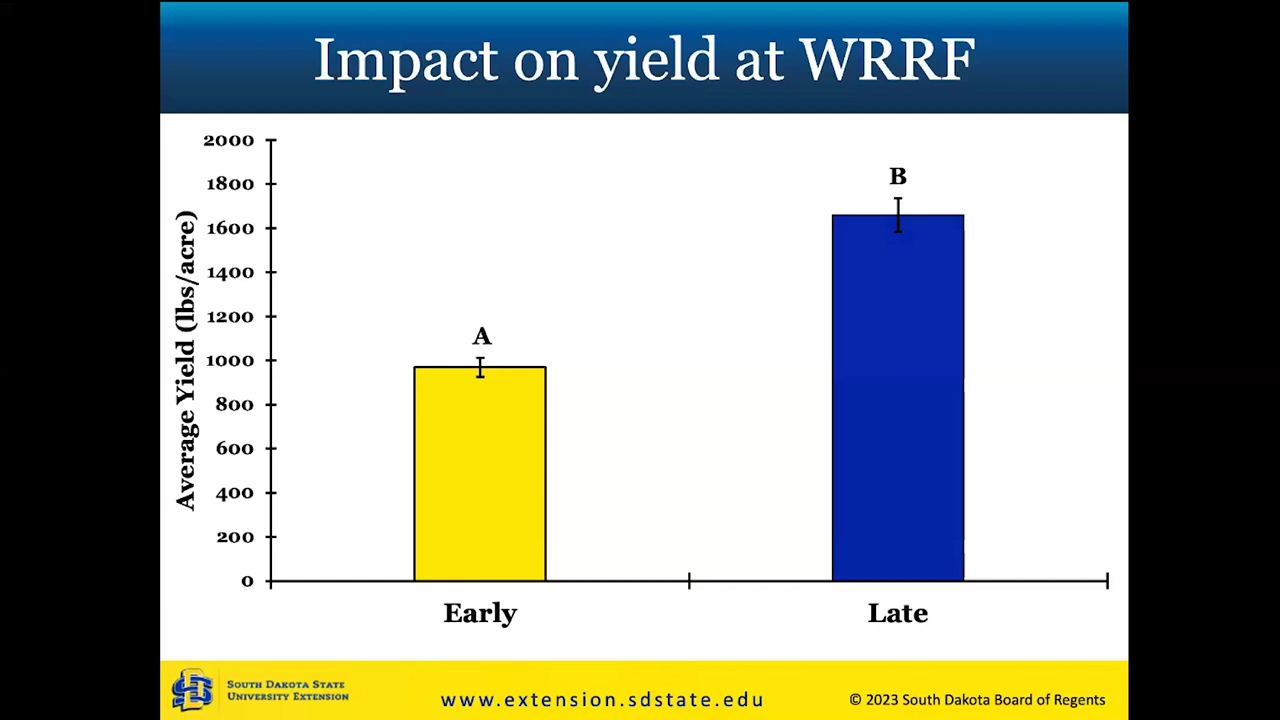 Impact on yield at WRRF
Average Yield (lbs/acre)
2000
1800
1600
1400
1200
1000
800
600
400
200
0
A
B
Early
Late
SOUTH DAKOTA STATE
UNIVERSITY EXTENSION
www.extension.sdstate.edu
© 2023 South Dakota Board of Regents